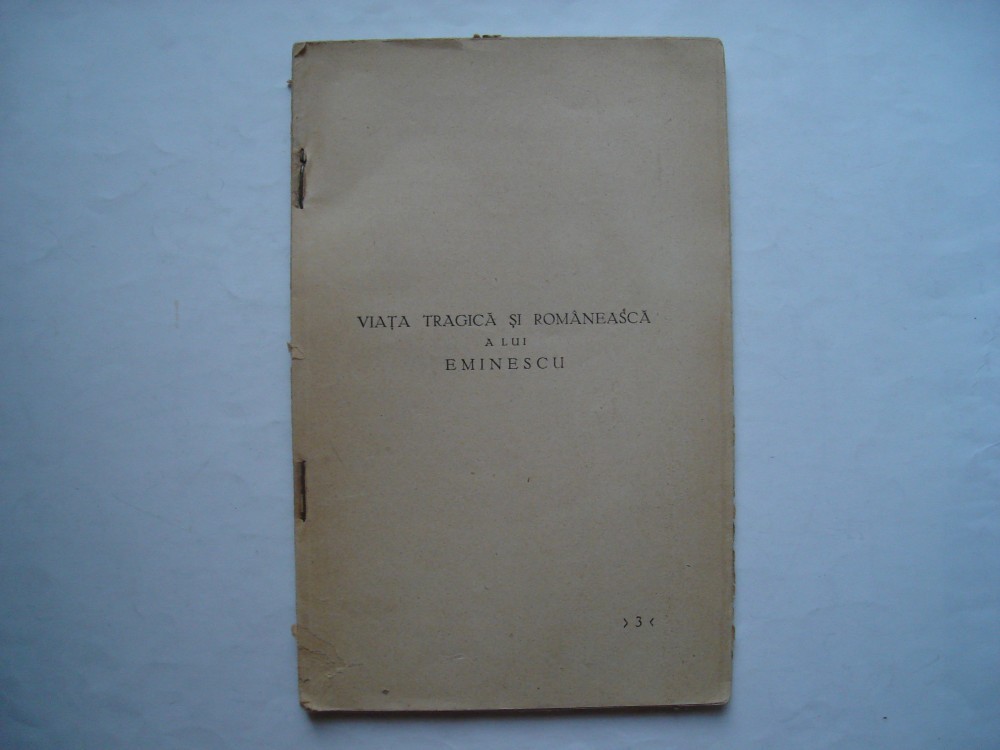 VIAȚA TRAGICĂ ȘI ROMÂNEASCĂ
A LUI
EMINESCU
› 3 ‹